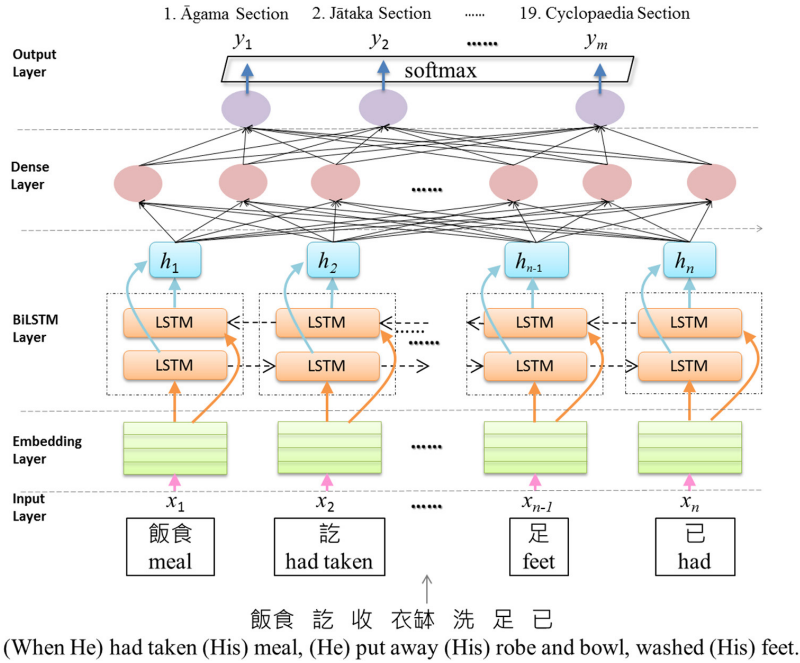 1. Āgama Section 2. Jātaka Section ...... 19. Cyclopaedia Section
y1 y2 ...... ym
Output
Layer
softmax
Dense
Layer
......
h1 h2 hn-1 hn
BiLSTM
Layer
LSTM LSTM ...... LSTM LSTM
......
LSTM LSTM LSTM LSTM
Embedding
Layer
......
Input
Layer
x1 x2 ...... xn-1 xn
飯食 訖 足 已
meal had taken feet had
飯食 訖 收 衣缽 洗 足 已
(When He) had taken (His) meal, (He) put away (His) robe and bowl, washed (His) feet.